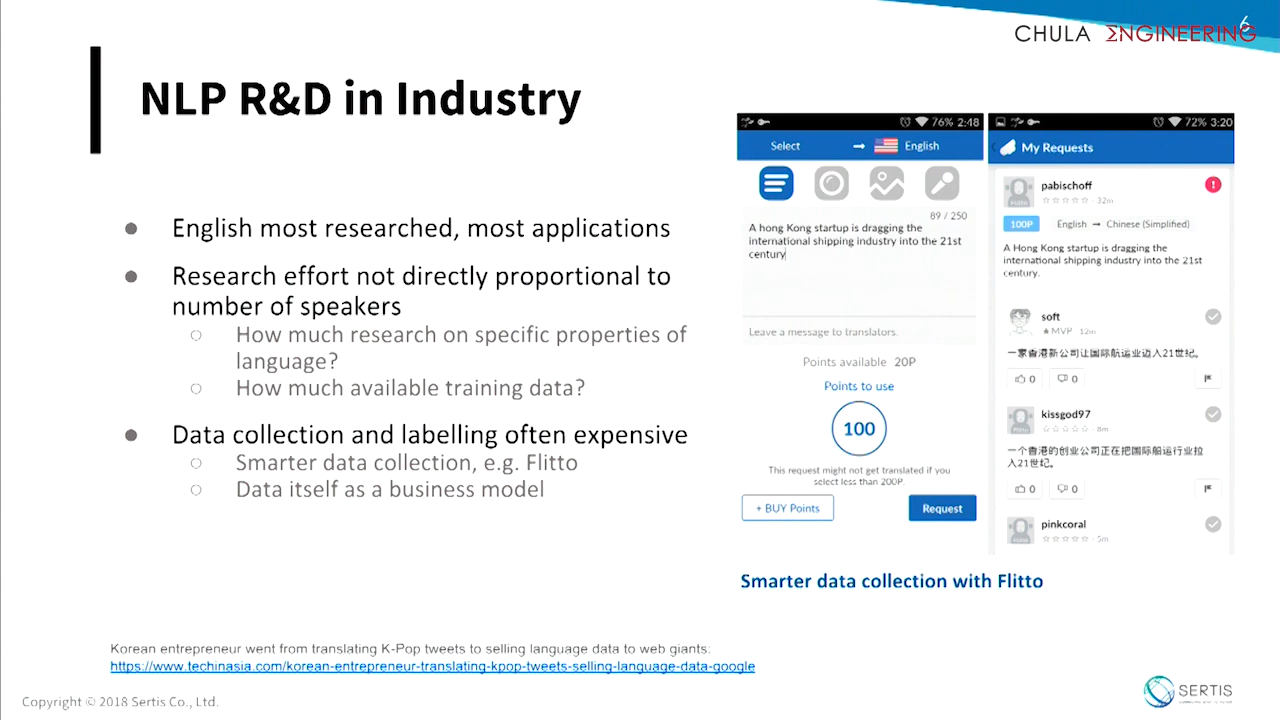 6
CHULA ΣNGINEERING
NLP R&D in Industry
● English most researched, most applications
● Research effort not directly proportional to
number of speakers
○ How much research on specific properties of
language?
○ How much available training data?
● Data collection and labelling often expensive
○ Smarter data collection, e.g. Flitto
○ Data itself as a business model
76% 2:48
Select → English
89 / 250
A hong Kong startup is dragging the
international shipping industry into the 21st
century
Leave a message to translators.
Points available 20P
Points to use
100
This request might not get translated if you
select less than 200P.
+ BUY Points Request
72% 3:20
My Requests
pabischoff
32m
100P English → Chinese (Simplified)
A Hong Kong startup is dragging the
international shipping industry into the 21st
century.
soft
MVP 12m
一家香港新公司让国际航运业迈入21世纪。
0 0
kissgod97
8m
一个香港的创业公司正在把国际船运行业拉
入21世纪。
0 0
pinkcoral
5m
Smarter data collection with Flitto
Korean entrepreneur went from translating K-Pop tweets to selling language data to web giants:
https://www.techinasia.com/korean-entrepreneur-translating-kpop-tweets-selling-language-data-google
Copyright © 2018 Sertis Co., Ltd.
SERTIS